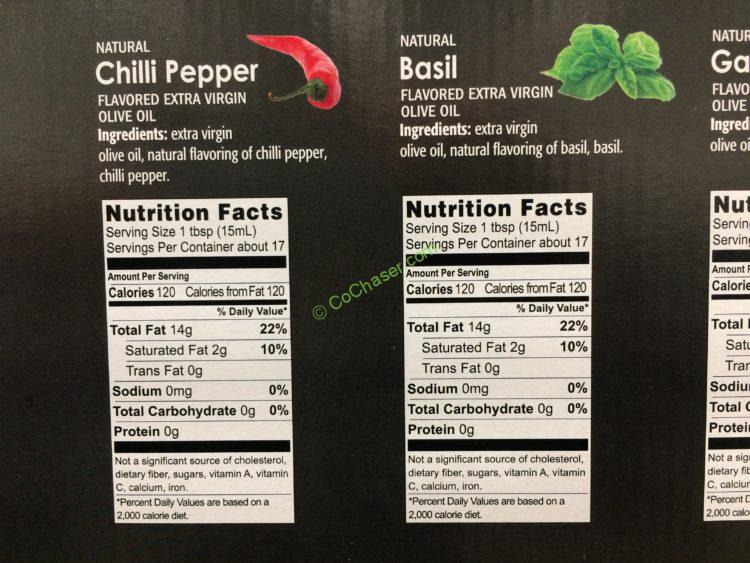 NATURAL
Chilli Pepper
FLAVORED EXTRA VIRGIN
OLIVE OIL
Ingredients: extra virgin
olive oil, natural flavoring of chilli pepper,
chilli pepper.
Nutrition Facts
Serving Size 1 tbsp (15mL)
Servings Per Container about 17
Amount Per Serving
Calories 120 Calories from Fat 120
% Daily Value*
Total Fat 14g 22%
Saturated Fat 2g 10%
Trans Fat 0g
Sodium 0mg 0%
Total Carbohydrate 0g 0%
Protein 0g
Not a significant source of cholesterol,
dietary fiber, sugars, vitamin A, vitamin
C, calcium, iron.
*Percent Daily Values are based on a
2,000 calorie diet.
NATURAL
Basil
FLAVORED EXTRA VIRGIN
OLIVE OIL
Ingredients: extra virgin
olive oil, natural flavoring of basil, basil.
Nutrition Facts
Serving Size 1 tbsp (15mL)
Servings Per Container about 17
Amount Per Serving
Calories 120 Calories from Fat 120
% Daily Value*
Total Fat 14g 22%
Saturated Fat 2g 10%
Trans Fat 0g
Sodium 0mg 0%
Total Carbohydrate 0g 0%
Protein 0g
Not a significant source of cholesterol,
dietary fiber, sugars, vitamin A, vitamin
C, calcium, iron.
*Percent Daily Values are based on a
2,000 calorie diet.
© CoChaser.com
OLIVE
olive
Total
Trans
Total
Not a